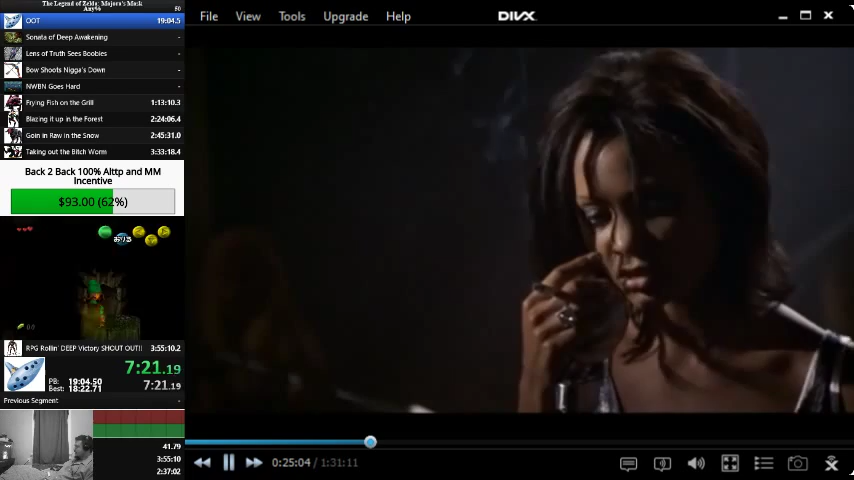 The Legend of Zelda: Majora's Mask
Any%
50
OOT 19:04.5
Sonata of Deep Awakening -
Lens of Truth Sees Boobies -
Bow Shoots Nigga's Down -
NWBN Goes Hard -
Frying Fish on the Grill 1:13:10.3
Blazing it up in the Forest 2:24:06.4
Goin in Raw in the Snow 2:45:31.0
Taking out the Bitch Worm 3:33:18.4
Back 2 Back 100% Alttp and MM
Incentive
$93.00 (62%)
RPG Rollin' DEEP Victory SHOUT OUT!! 3:55:10.2
7:21.19
PB: 19:04.50
Best: 18:22.71
7:21.19
Previous Segment -
41.79
3:55:10
2:37:02
File View Tools Upgrade Help
DIVX
0:25:04 / 1:31:11